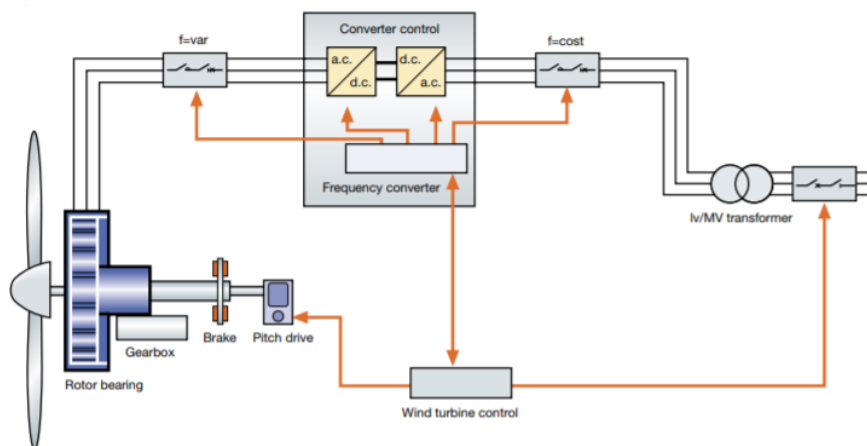 Converter control
f=var
f=cost
a.c.
d.c.
d.c.
a.c.
Frequency converter
lv/MV transformer
Gearbox
Brake
Pitch drive
Rotor bearing
Wind turbine control